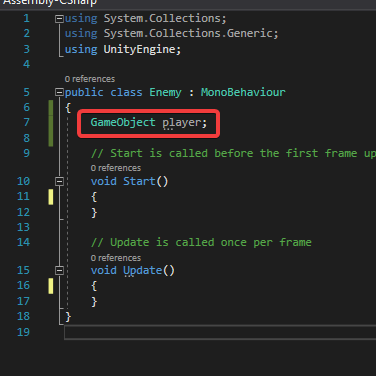 Assembly-CSharp
1 using System.Collections;
2 using System.Collections.Generic;
3 using UnityEngine;
4
0 references
5 public class Enemy : MonoBehaviour
6 {
7 GameObject player;
8
9 // Start is called before the first frame up
0 references
10 void Start()
11 {
12 }
13
14 // Update is called once per frame
0 references
15 void Update()
16 {
17 }
18 }
19